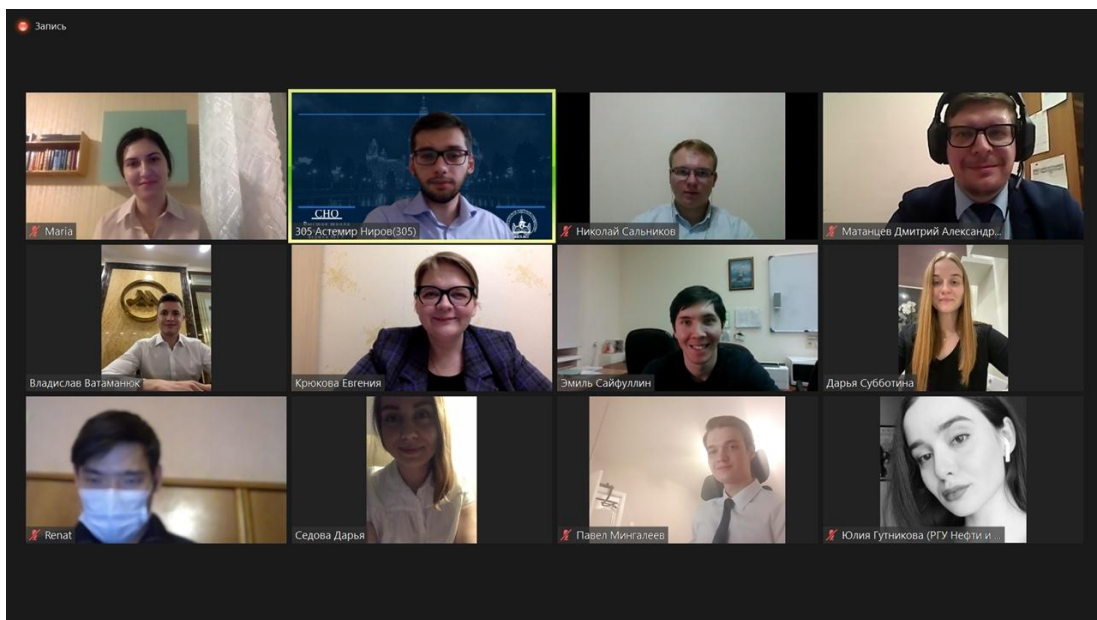 Запись
Maria
СНО
305 Астемир Ниров(305)
Николай Сальников
Матанцев Дмитрий Александр...
Владислав Ватаманюк
Крюкова Евгения
Эмиль Сайфуллин
Дарья Субботина
Renat
Седова Дарья
Павел Мингалеев
Юлия Гутникова (РГУ Нефти и ...